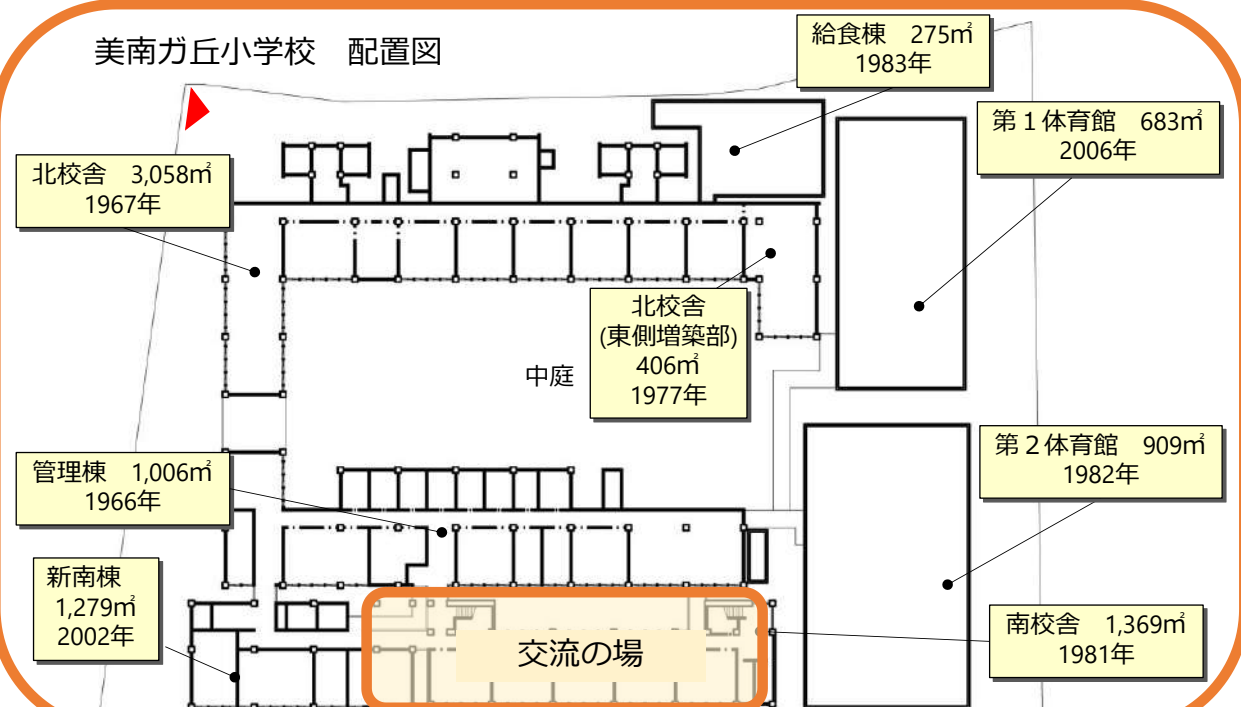 美南ガ丘小学校　配置図
給食棟　275㎡
1983年
第１体育館　683㎡
2006年
北校舎　3,058㎡
1967年
北校舎
(東側増築部)
406㎡
1977年
中庭
管理棟　1,006㎡
1966年
第２体育館　909㎡
1982年
新南棟
1,279㎡
2002年
南校舎　1,369㎡
1981年
交流の場